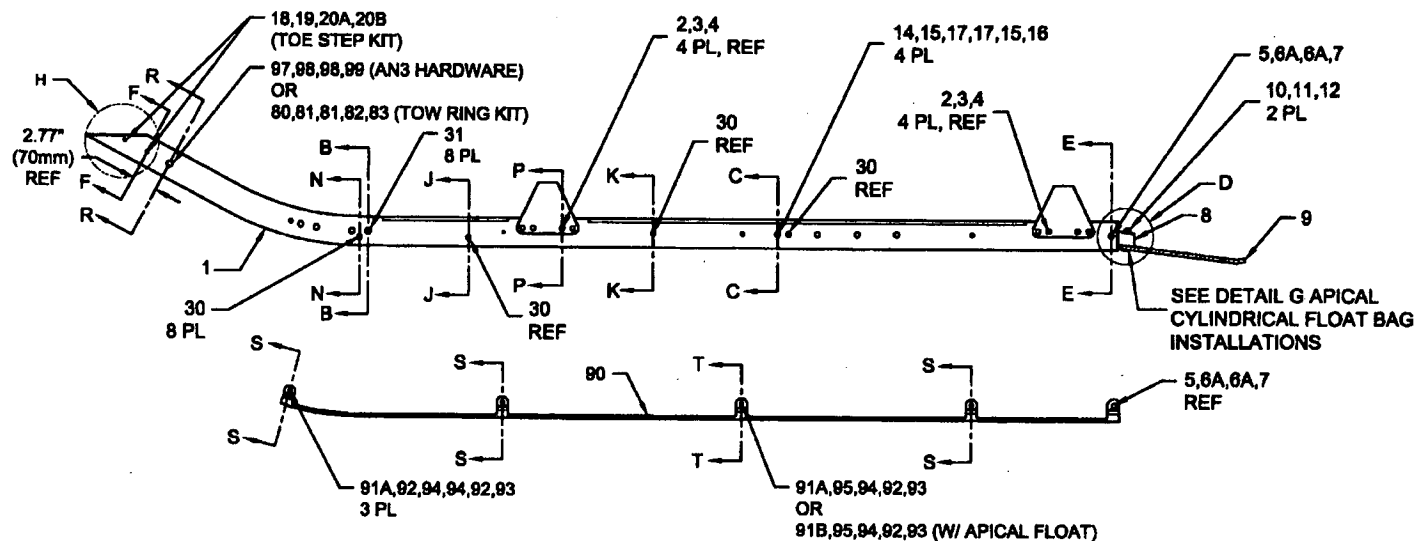 18,19,20A,20B
(TOE STEP KIT)
97,98,98,99 (AN3 HARDWARE)
OR
80,81,81,82,83 (TOW RING KIT)
2,3,4
4 PL, REF
14,15,17,17,15,16
4 PL
5,6A,6A,7
10,11,12
2 PL
2,3,4
4 PL, REF
H
F
R
2.77"
(70mm)
REF
F
R
31
8 PL
30
REF
30
REF
B
N
J
P
K
C
E
D
8
9
1
N
B
J
P
K
C
E
30
8 PL
30
REF
SEE DETAIL G APICAL
CYLINDRICAL FLOAT BAG
INSTALLATIONS
S
S
90
T
S
5,6A,6A,7
REF
S
S
T
S
91A,92,94,94,92,93
3 PL
91A,95,94,92,93
OR
91B,95,94,92,93 (W/ APICAL FLOAT)